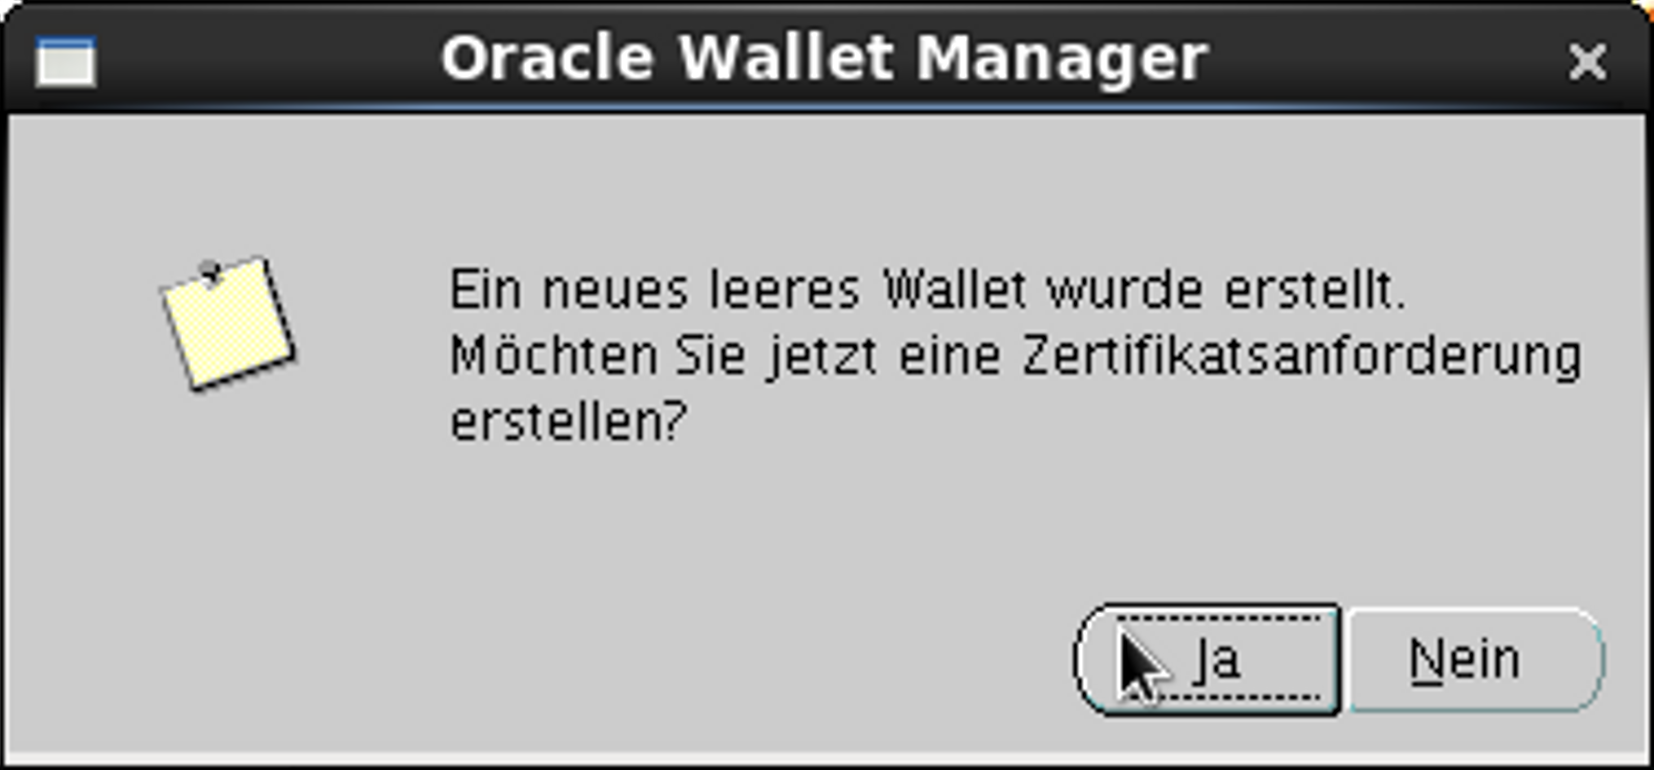 Oracle Wallet Manager
Ein neues leeres Wallet wurde erstellt.
Möchten Sie jetzt eine Zertifikatsanforderung
erstellen?
Ja
Nein